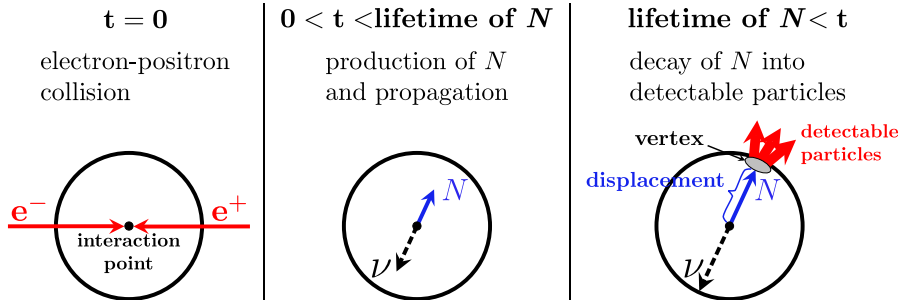 t = 0
electron-positron
collision
e⁻
e⁺
interaction
point
0 < t <lifetime of N
production of N
and propagation
N
ν
lifetime of N< t
decay of N into
detectable particles
vertex
detectable
particles
displacement
N
ν